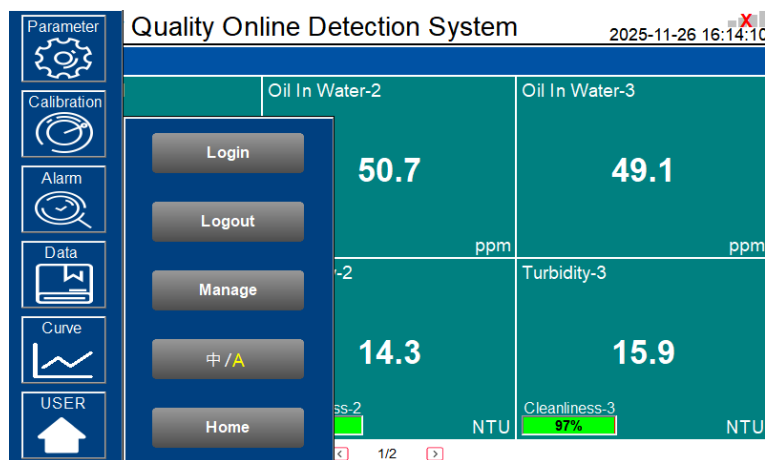 Parameter
Calibration
Alarm
Data
Curve
USER
Quality Online Detection System
2025-11-26 16:14:10
X
Login
Logout
Manage
中/A
Home
Oil In Water-2
50.7
ppm
Oil In Water-3
49.1
ppm
-2
14.3
ss-2
NTU
Turbidity-3
15.9
Cleanliness-3
97%
NTU
< 1/2 >